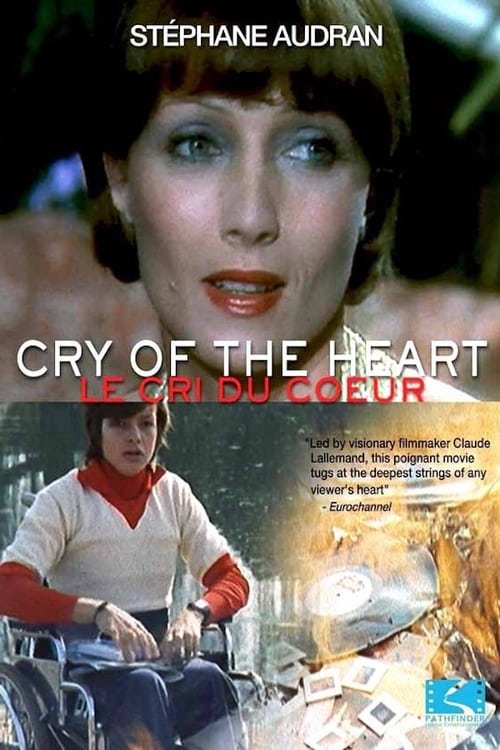 STÉPHANE AUDRAN
CRY OF THE HEART
LE CRI DU COEUR
"Led by visionary filmmaker Claude
Lallemand, this poignant movie
tugs at the deepest strings of any
viewer's heart"
- Eurochannel
PATHFINDER